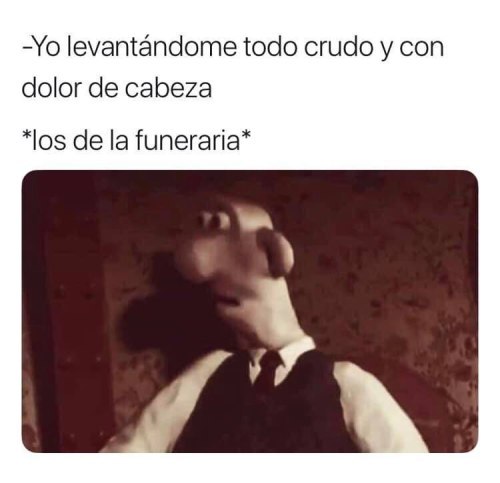 -Yo levantándome todo crudo y con
dolor de cabeza
*los de la funeraria*